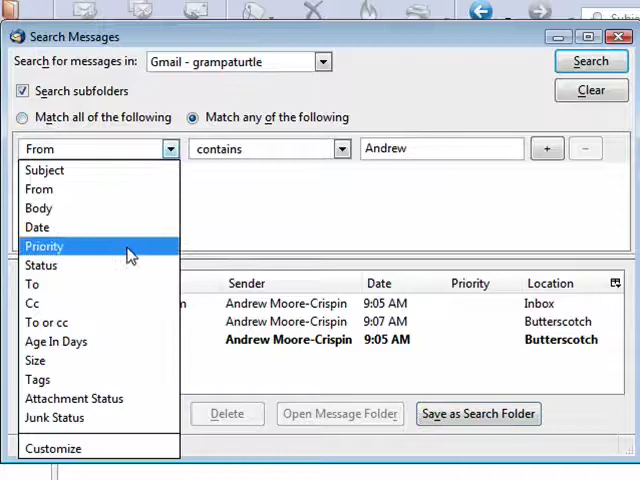 Search Messages
Search for messages in: Gmail - grampaturtle Search
Search subfolders Clear
Match all of the following Match any of the following
From contains Andrew + -
Subject
From
Body
Date
Priority
Status
To
Cc
To or cc
Age In Days
Size
Tags
Attachment Status
Junk Status
Customize
Sender Date Priority Location
Andrew Moore-Crispin 9:05 AM Inbox
Andrew Moore-Crispin 9:07 AM Butterscotch
Andrew Moore-Crispin 9:05 AM Butterscotch
Delete Open Message Folder Save as Search Folder